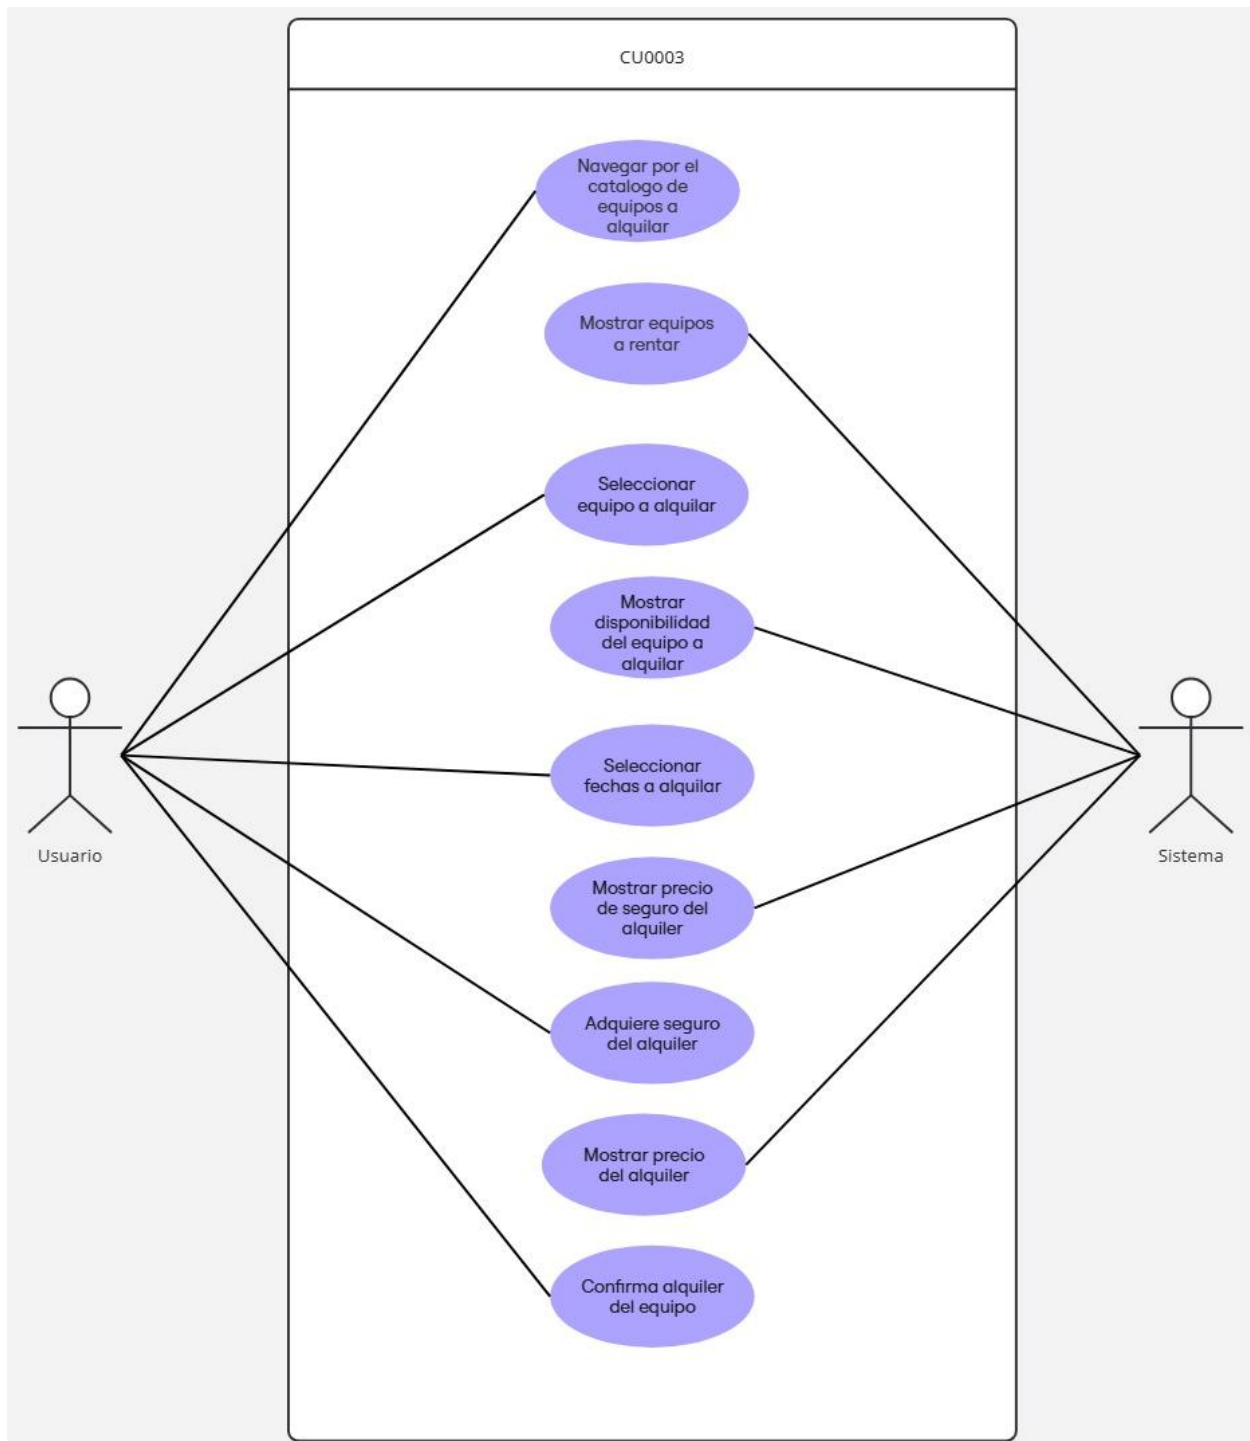 CU0003
Navegar por el
catalogo de
equipos a
alquilar
Mostrar equipos
a rentar
Seleccionar
equipo a alquilar
Mostrar
disponibilidad
del equipo a
alquilar
Seleccionar
fechas a alquilar
Usuario
Sistema
Mostrar precio
de seguro del
alquiler
Adquiere seguro
del alquiler
Mostrar precio
del alquiler
Confirma alquiler
del equipo